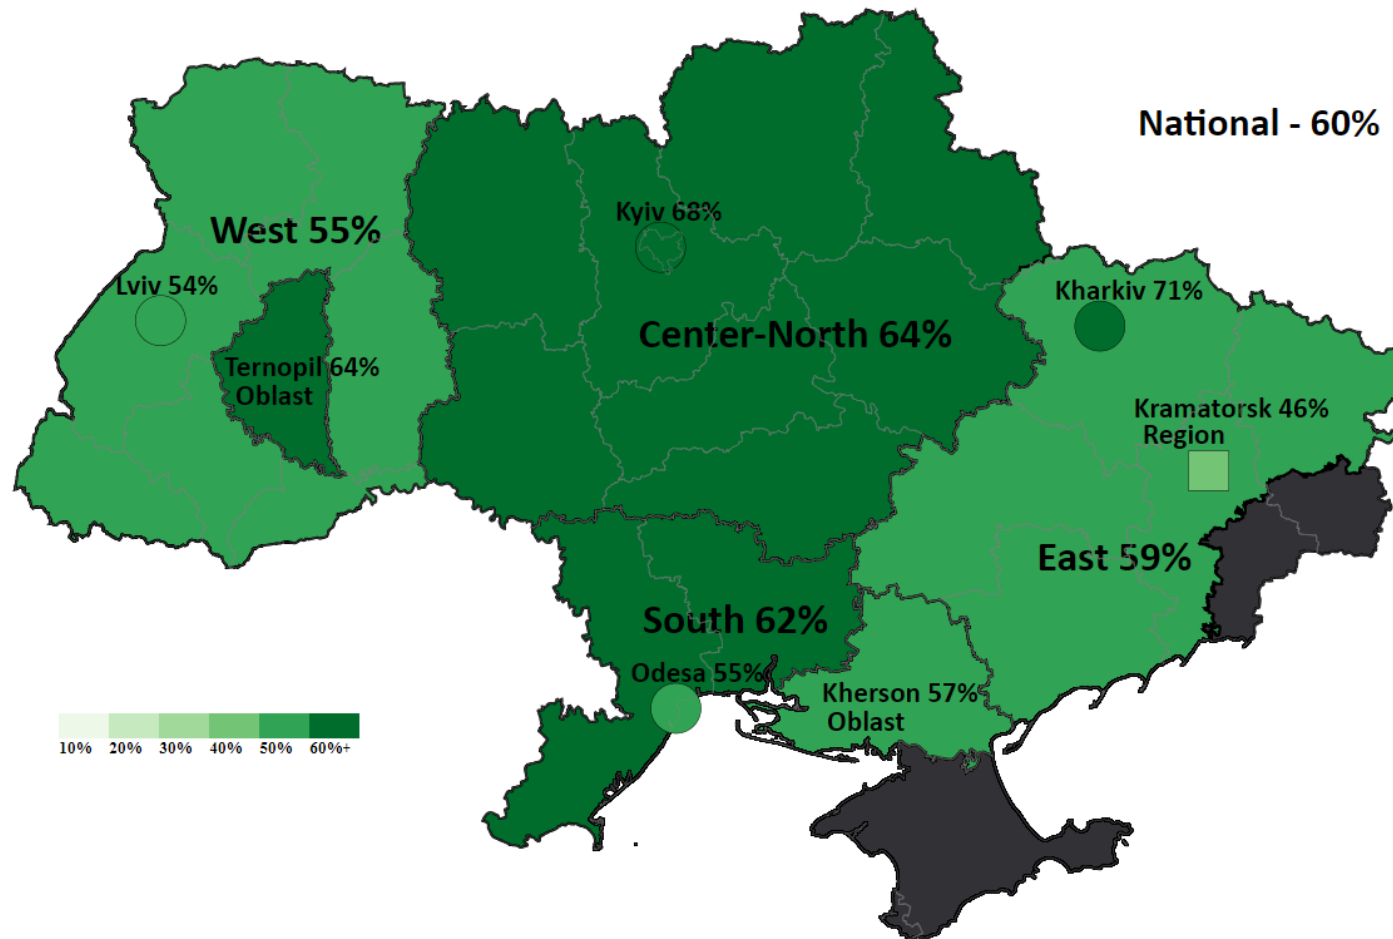 National - 60%
Kyiv 68%
West 55%
Lviv 54%
Kharkiv 71%
Center-North 64%
Ternopil 64%
Oblast
Kramatorsk 46%
Region
East 59%
South 62%
Odesa 55%
Kherson 57%
Oblast
10% 20% 30% 40% 50% 60%+